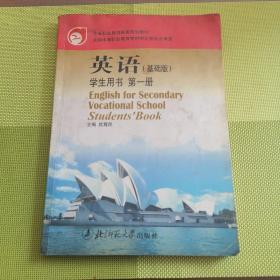 英语（基础版）
学生用书 第一册
English for Secondary
Vocational School
Students'Book
北京师范大学出版社